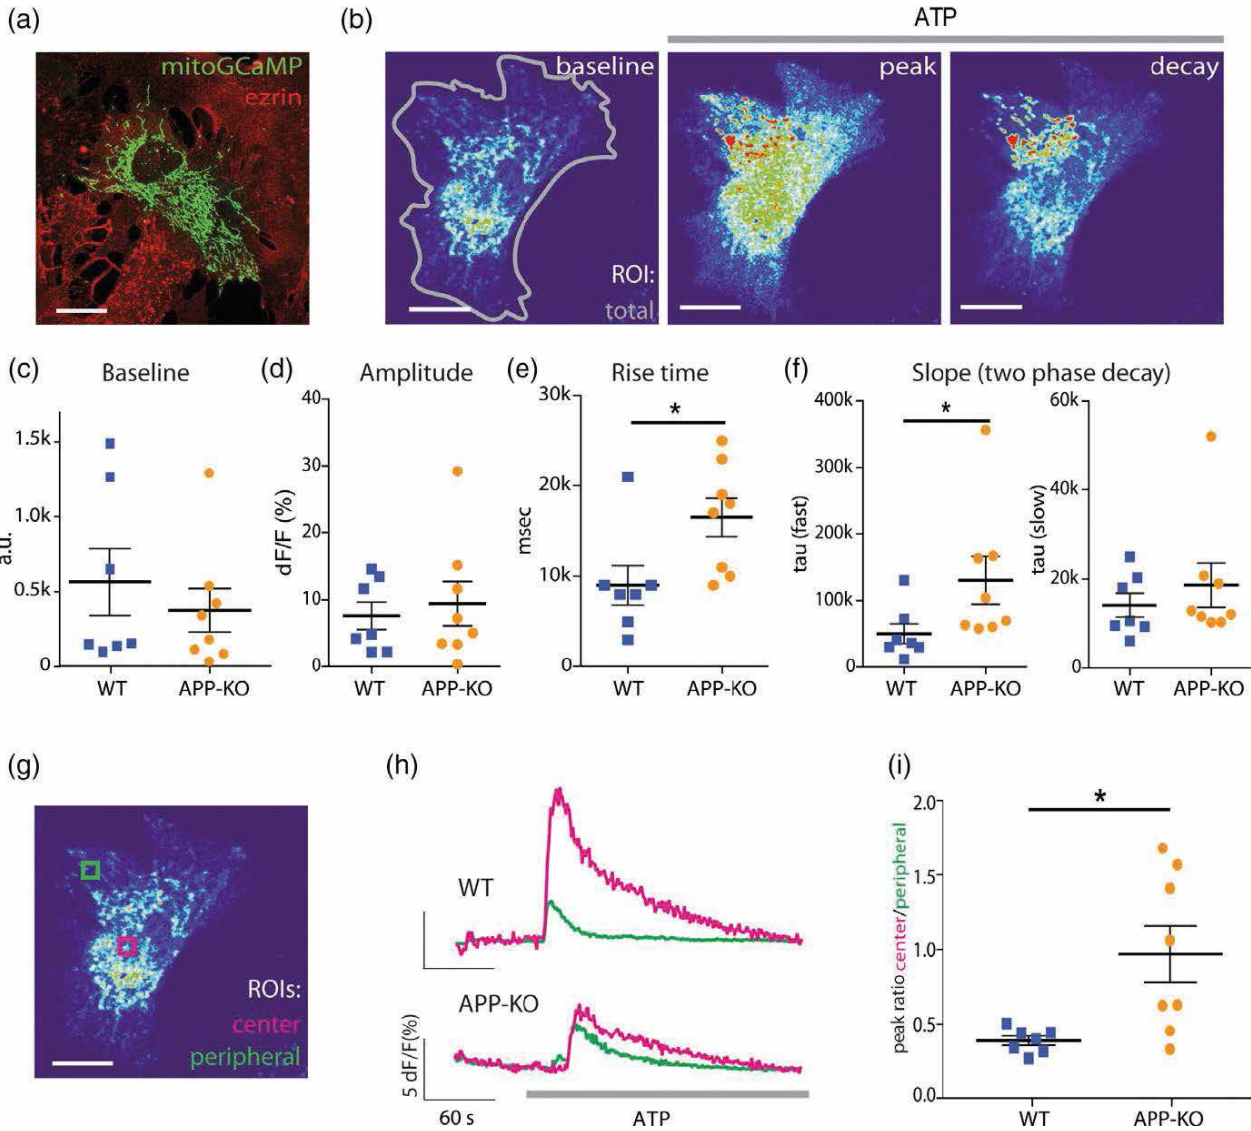 (a)
mitoGCaMP
ezrin
(b)
ATP
baseline
ROI:
total
peak
decay
(c)
Baseline
a.u.
1.5k
1.0k
0.5k
0
WT
APP-KO
(d)
Amplitude
dF/F (%)
40
30
20
10
0
WT
APP-KO
(e)
Rise time
*
msec
30k
20k
10k
0
WT
APP-KO
(f)
Slope (two phase decay)
*
tau (fast)
400k
300k
200k
100k
0
WT
APP-KO
tau (slow)
60k
40k
20k
0
WT
APP-KO
(g)
ROIs:
center
peripheral
(h)
WT
APP-KO
5 dF/F(%)
60 s
ATP
(i)
*
peak ratio center/peripheral
2.0
1.5
1.0
0.5
0.0
WT
APP-KO